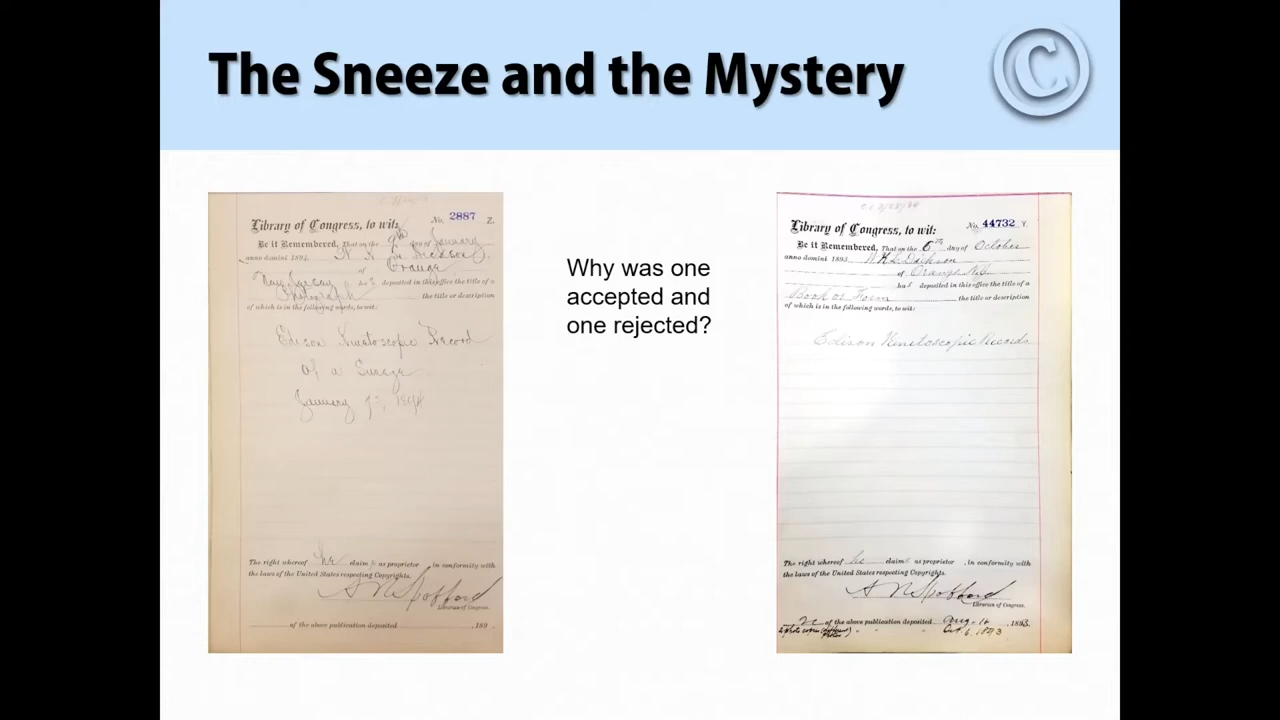 The Sneeze and the Mystery
©
Library of Congress, to wit:
No. 2887 Z.
Be it Remembered, That on the 9th day of January
anno domini 1894, W. K. L. Dickson
of Orange
New Jersey has deposited in this office the title of a
Photograph the title or description
of which is in the following words, to wit:
Edison Kinetoscopic Record
of a Sneeze
January 7, 1894
The right whereof he claims as proprietor, in conformity with
the laws of the United States respecting Copyrights.
A R Spofford
Librarian of Congress.
of the above publication deposited , 189 .
Why was one
accepted and
one rejected?
Library of Congress, to wit:
No. 44732 Y.
Be it Remembered, That on the 6th day of October
anno domini 1893, W. K. L. Dickson
of Orange N.J.
has deposited in this office the title of a
Book or Form the title or description
of which is in the following words, to wit:
Edison Kinetoscopic Records
The right whereof he claims as proprietor, in conformity with
the laws of the United States respecting Copyrights.
A R Spofford
Librarian of Congress.
of the above publication deposited Aug. 16 , 1893.
Oct. 6, 1893